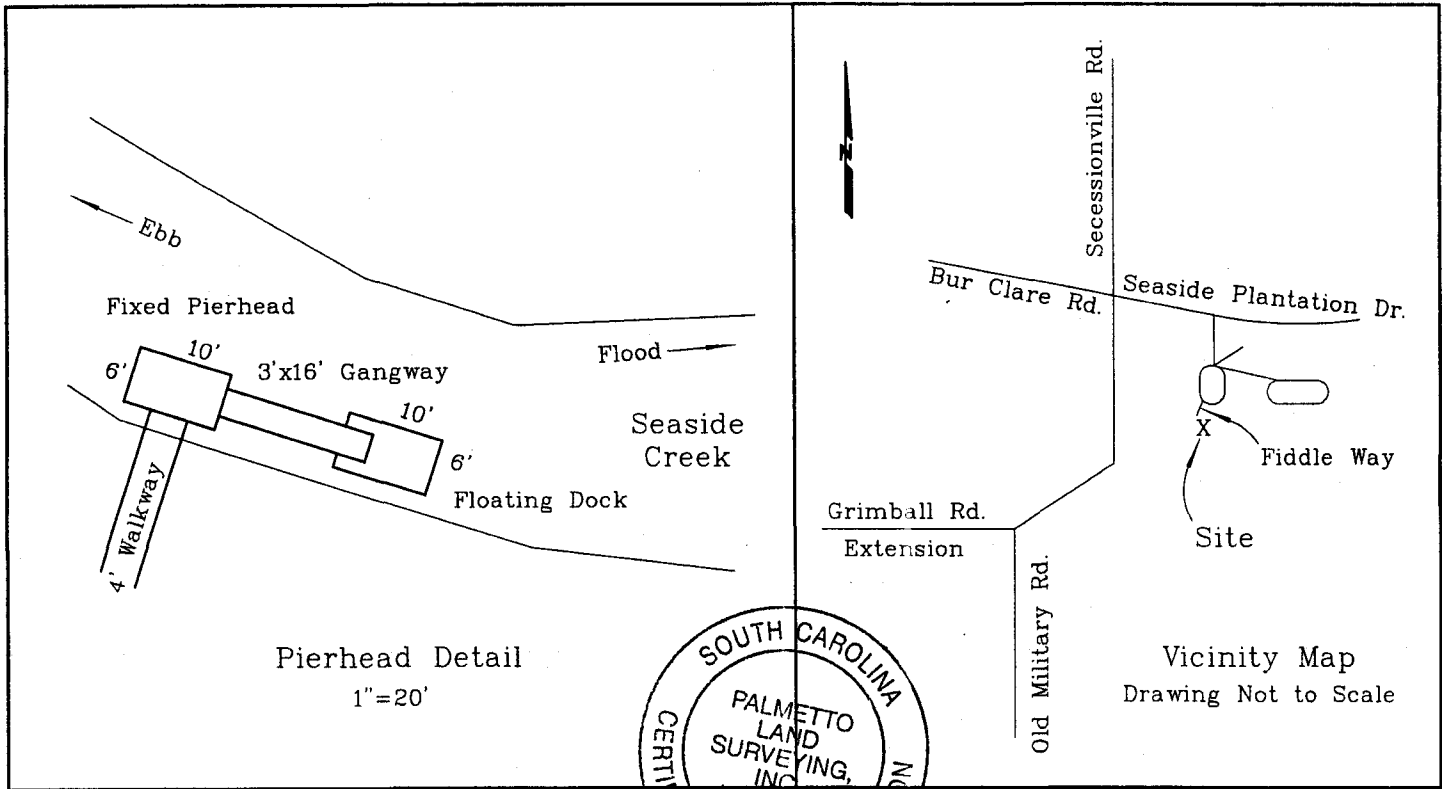 Ebb
Fixed Pierhead
10'
6'
3'x16' Gangway
10'
6'
Flood
Seaside
Creek
Floating Dock
4' Walkway
Pierhead Detail
1"=20'
SOUTH CAROLINA
PALMETTO
LAND
SURVEYING,
INC
N
Secessionville Rd.
Bur Clare Rd.
Seaside Plantation Dr.
Fiddle Way
X
Site
Grimball Rd.
Extension
Old Military Rd.
Vicinity Map
Drawing Not to Scale